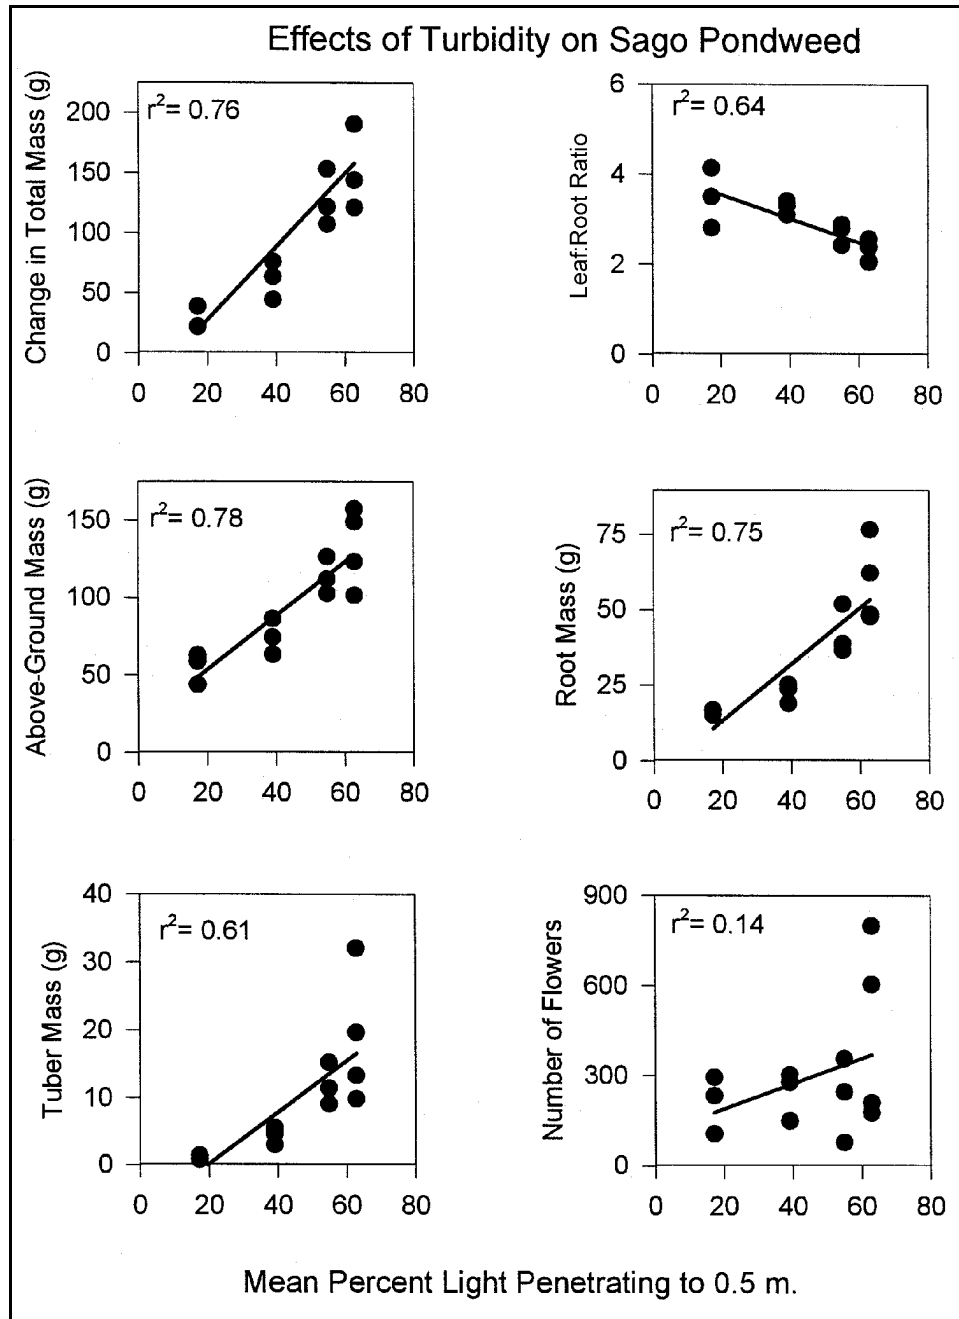 Effects of Turbidity on Sago Pondweed
Change in Total Mass (g)
r²= 0.76
200
150
100
50
0
0 20 40 60 80
Leaf:Root Ratio
r²= 0.64
6
4
2
0
0 20 40 60 80
Above-Ground Mass (g)
r²= 0.78
150
100
50
0
0 20 40 60 80
Root Mass (g)
r²= 0.75
75
50
25
0
0 20 40 60 80
Tuber Mass (g)
r²= 0.61
40
30
20
10
0
0 20 40 60 80
Number of Flowers
r²= 0.14
900
600
300
0
0 20 40 60 80
Mean Percent Light Penetrating to 0.5 m.